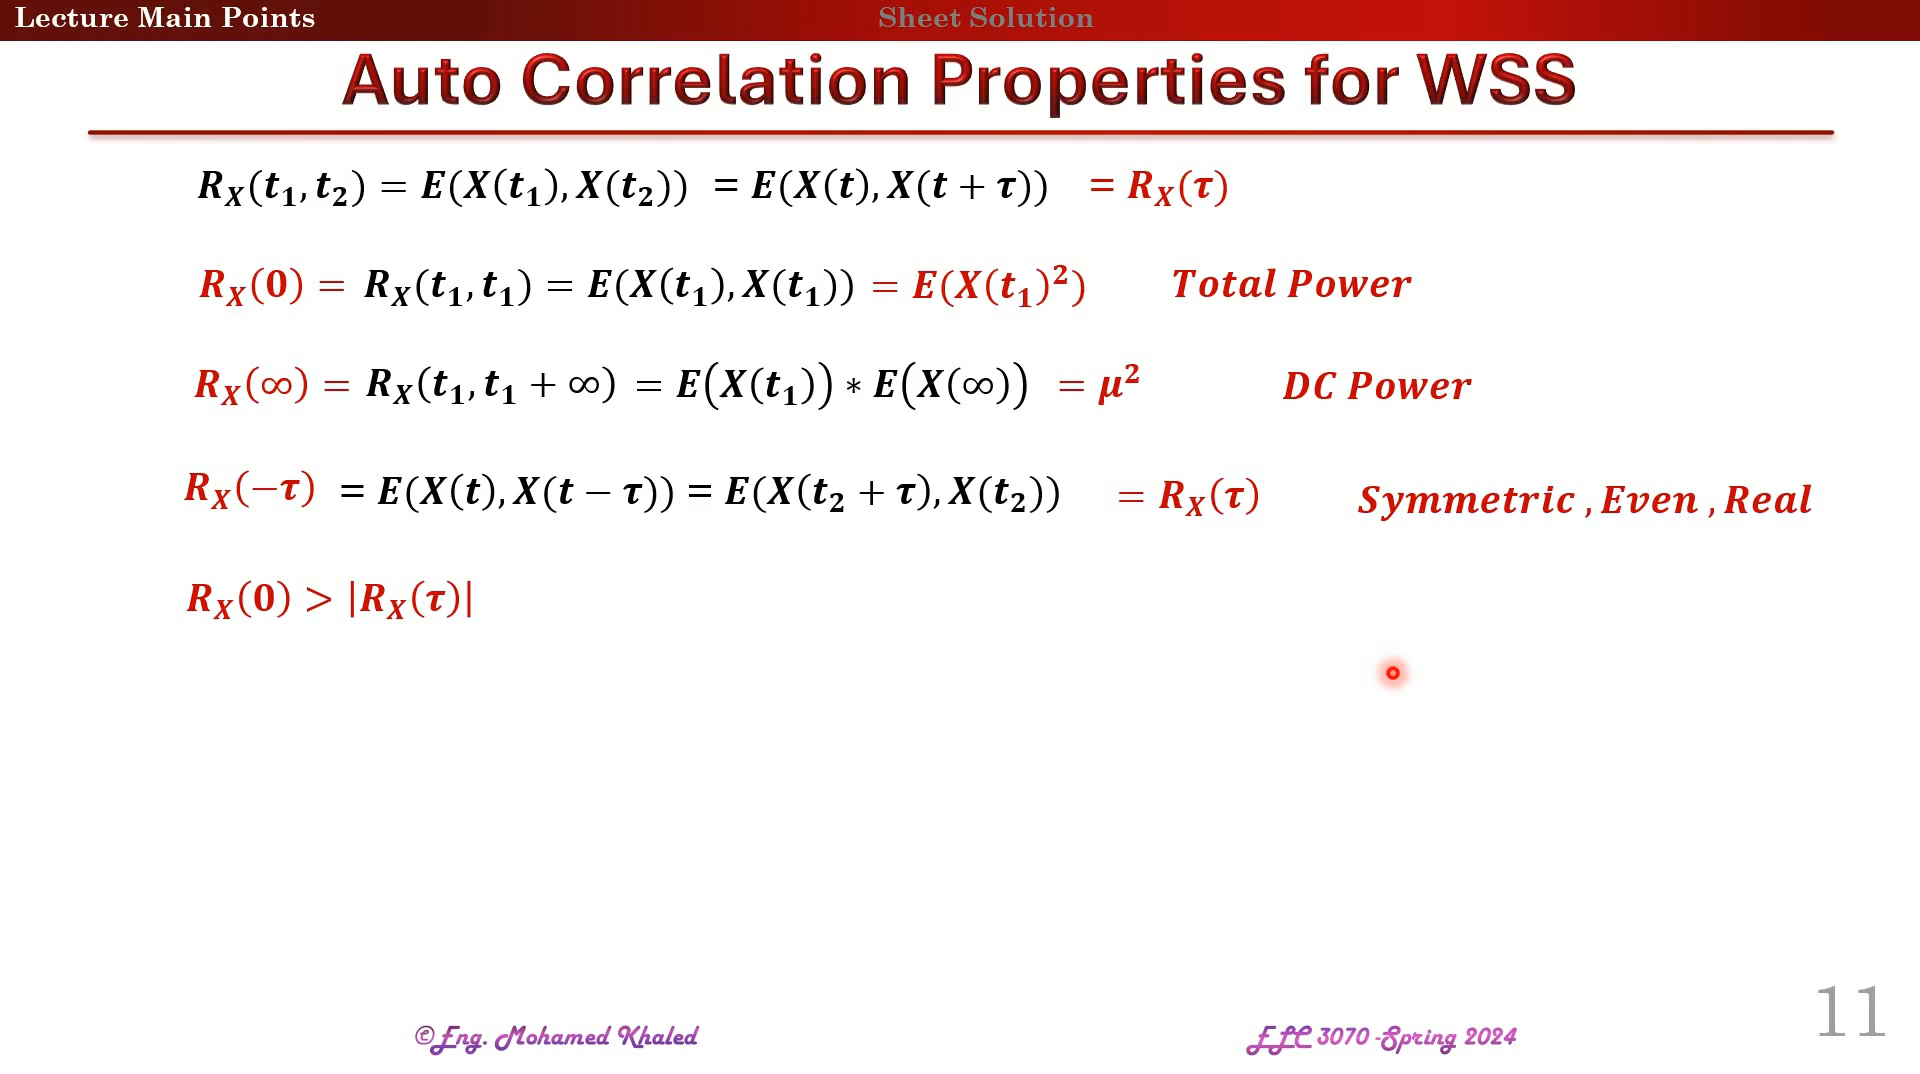 Lecture Main Points Sheet Solution
Auto Correlation Properties for WSS
R_X(t_1, t_2) = E(X(t_1), X(t_2)) = E(X(t), X(t + τ)) = R_X(τ)
R_X(0) = R_X(t_1, t_1) = E(X(t_1), X(t_1)) = E(X(t_1)^2) Total Power
R_X(∞) = R_X(t_1, t_1 + ∞) = E(X(t_1)) * E(X(∞)) = μ^2 DC Power
R_X(−τ) = E(X(t), X(t − τ)) = E(X(t_2 + τ), X(t_2)) = R_X(τ) Symmetric , Even , Real
R_X(0) > |R_X(τ)|
©Eng. Mohamed Khaled ELC 3070 -Spring 2024
11